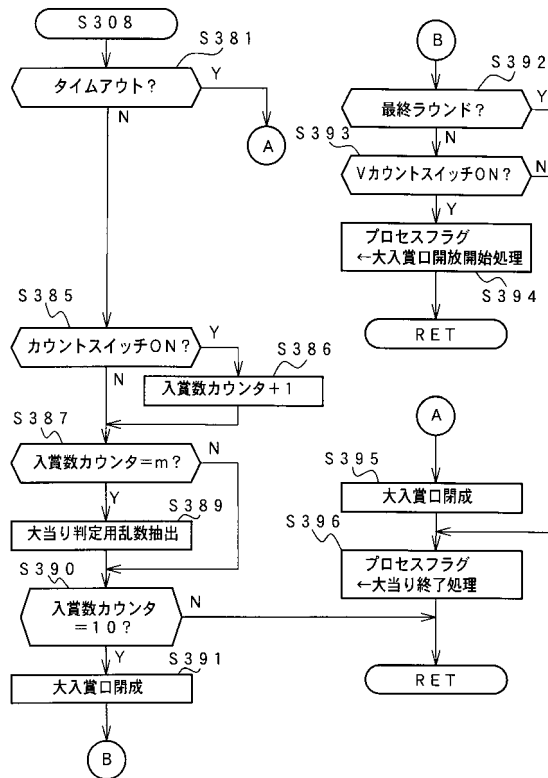 S308
S381
タイムアウト?
Y
N
A
S385
カウントスイッチON?
Y
S386
N
入賞数カウンタ+1
S387
入賞数カウンタ=m?
N
Y
S389
大当り判定用乱数抽出
S390
入賞数カウンタ
=10?
N
Y
S391
大入賞口閉成
B
B
S392
最終ラウンド?
Y
S393
N
VカウントスイッチON?
N
Y
プロセスフラグ
←大入賞口開放開始処理
S394
RET
A
S395
大入賞口閉成
S396
プロセスフラグ
←大当り終了処理
RET